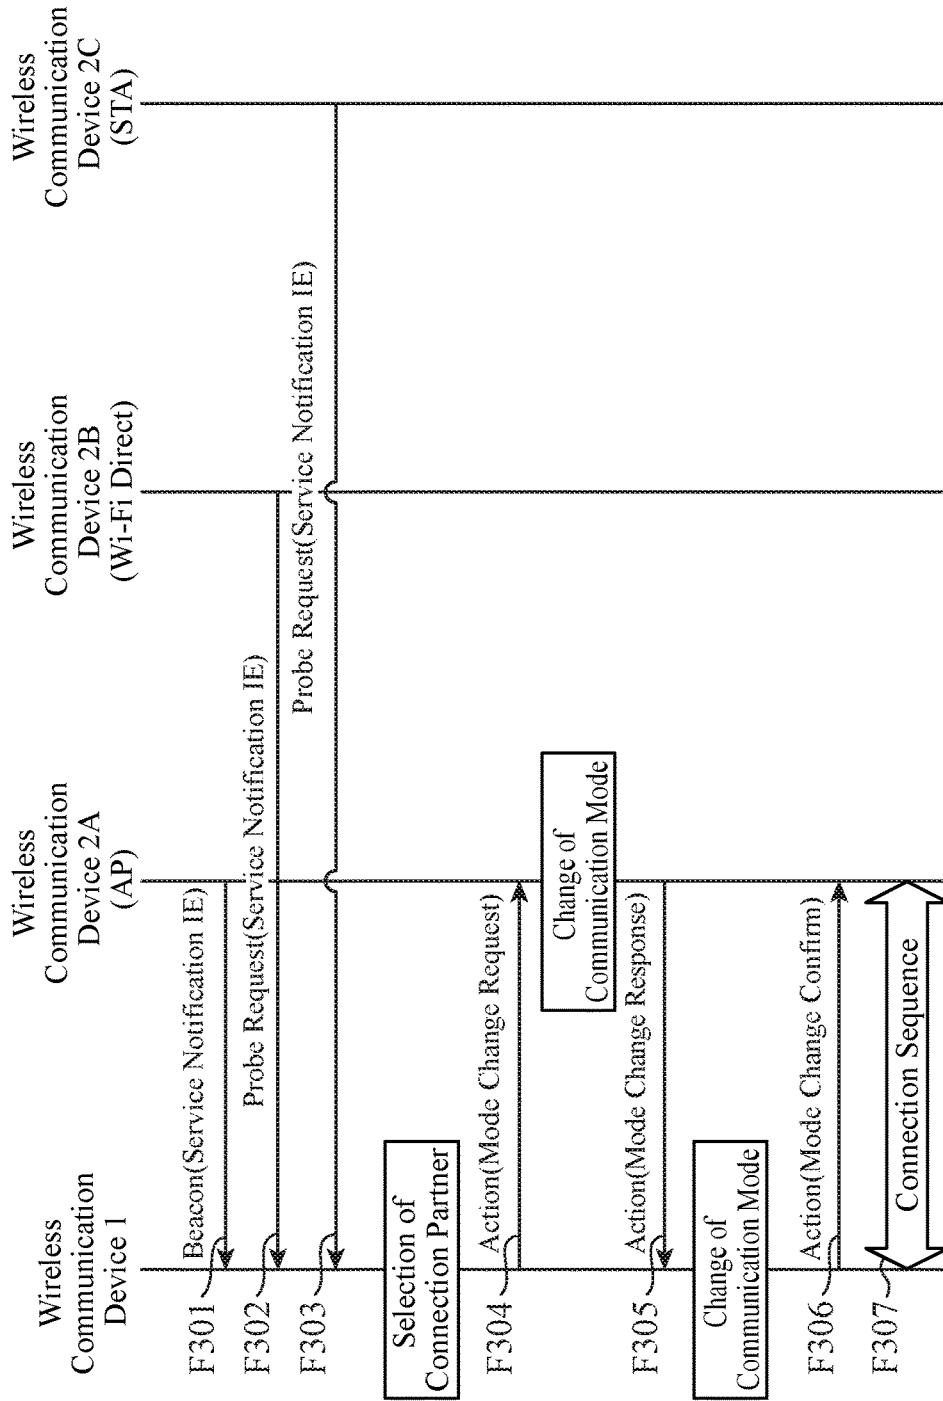 Wireless
Communication
Device 1
Wireless
Communication
Device 2A
(AP)
Wireless
Communication
Device 2B
(Wi-Fi Direct)
Wireless
Communication
Device 2C
(STA)
F301
Beacon(Service Notification IE)
F302
Probe Request(Service Notification IE)
F303
Probe Request(Service Notification IE)
Selection of
Connection Partner
F304
Action(Mode Change Request)
Change of
Communication Mode
F305
Action(Mode Change Response)
Change of
Communication Mode
F306
Action(Mode Change Confirm)
F307
Connection Sequence